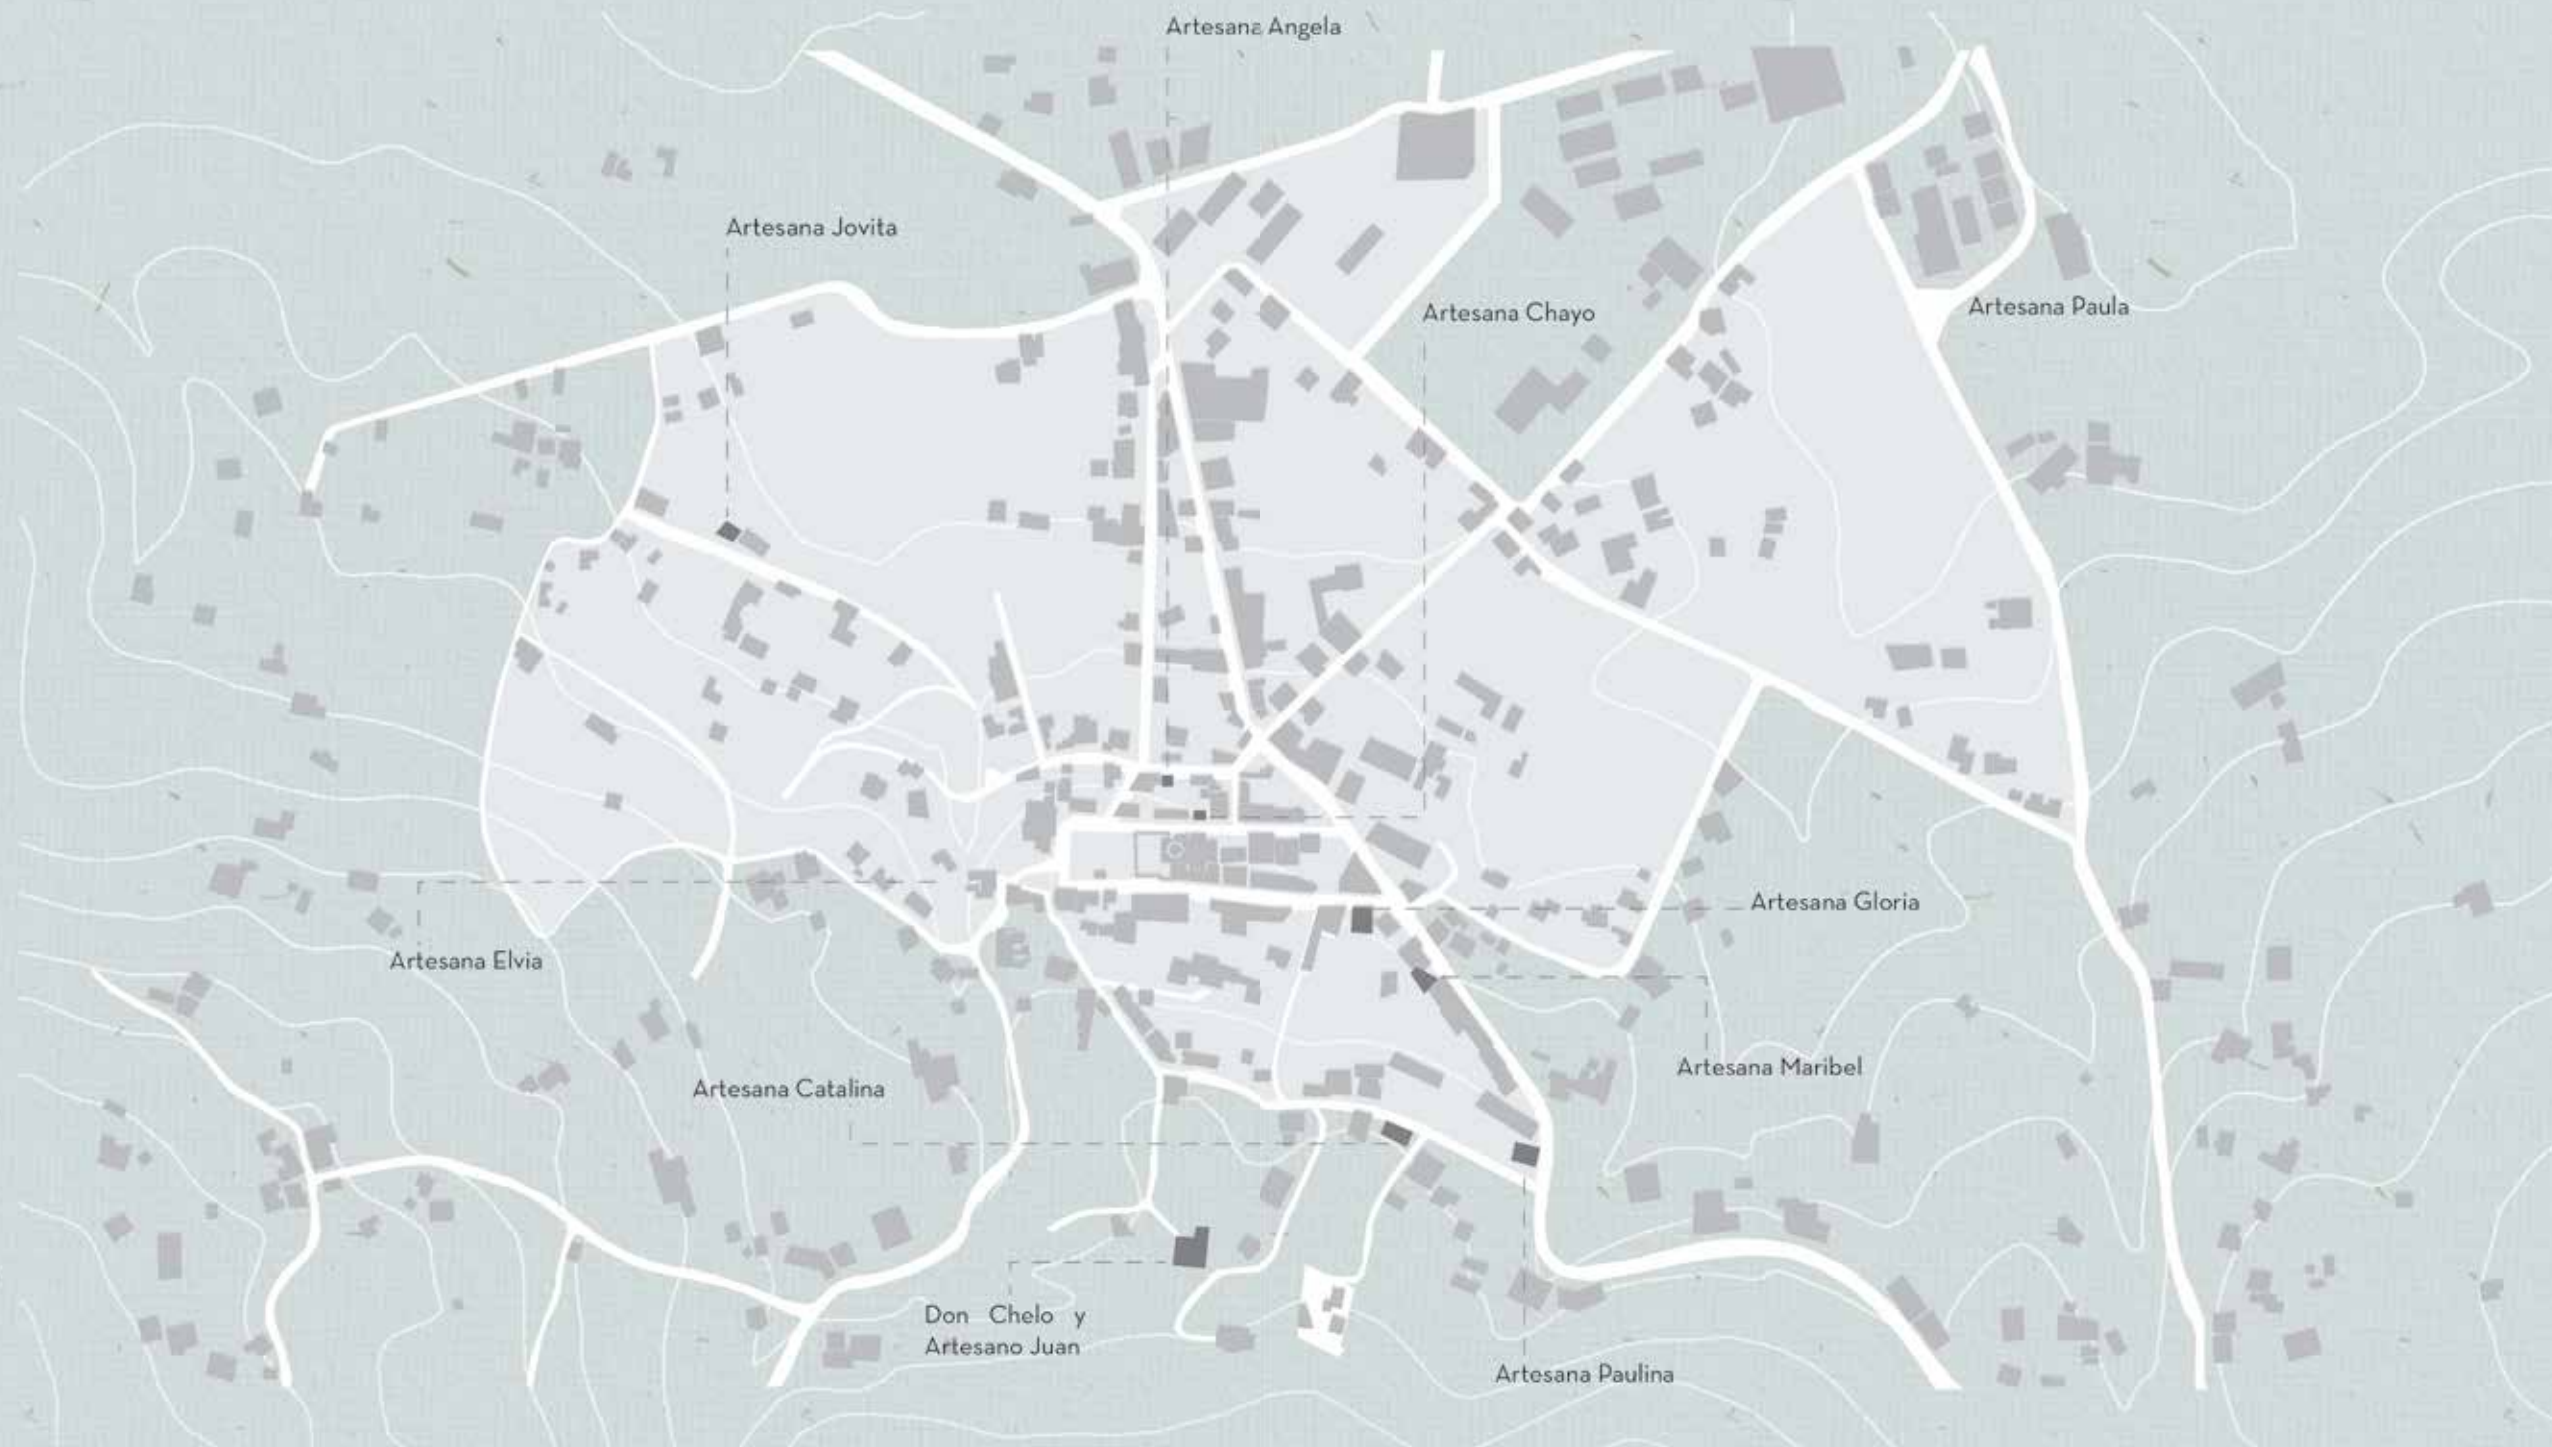 Artesana Angela
Artesana Jovita
Artesana Chayo
Artesana Paula
Artesana Gloria
Artesana Elvia
Artesana Maribel
Artesana Catalina
Don Chelo y
Artesano Juan
Artesana Paulina